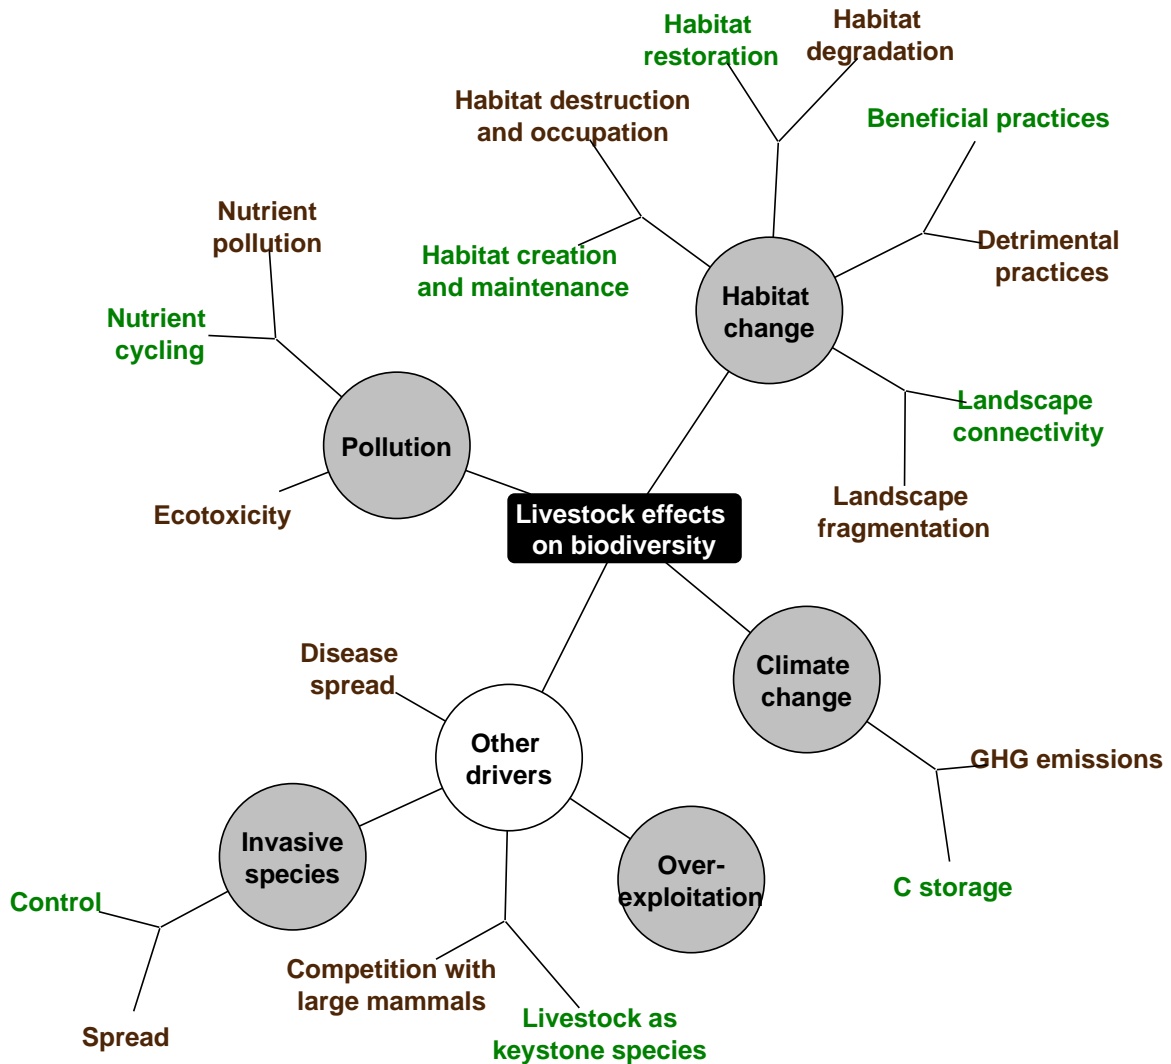 Habitat
restoration
Habitat
degradation
Habitat destruction
and occupation
Beneficial practices
Nutrient
pollution
Detrimental
practices
Habitat creation
and maintenance
Habitat
change
Nutrient
cycling
Landscape
connectivity
Pollution
Landscape
fragmentation
Ecotoxicity
Livestock effects
on biodiversity
Disease
spread
Climate
change
Other
drivers
GHG emissions
Invasive
species
Over-
exploitation
C storage
Control
Competition with
large mammals
Livestock as
keystone species
Spread